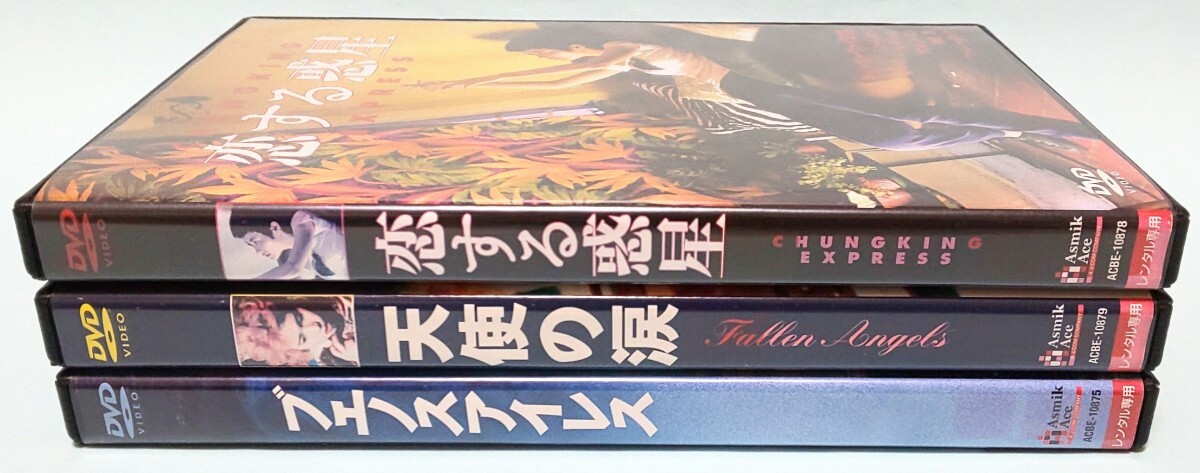 CHUNGKING
EXPRESS
恋する惑星
DVD
VIDEO
DVD
VIDEO
恋する惑星
CHUNGKING
EXPRESS
Asmik
Ace
ACBE-10878
レンタル専用
DVD
VIDEO
天使の涙
Fallen Angels
Asmik
Ace
ACBE-10879
レンタル専用
DVD
VIDEO
ブエノスアイレス
Asmik
Ace
ACBE-10875
レンタル専用